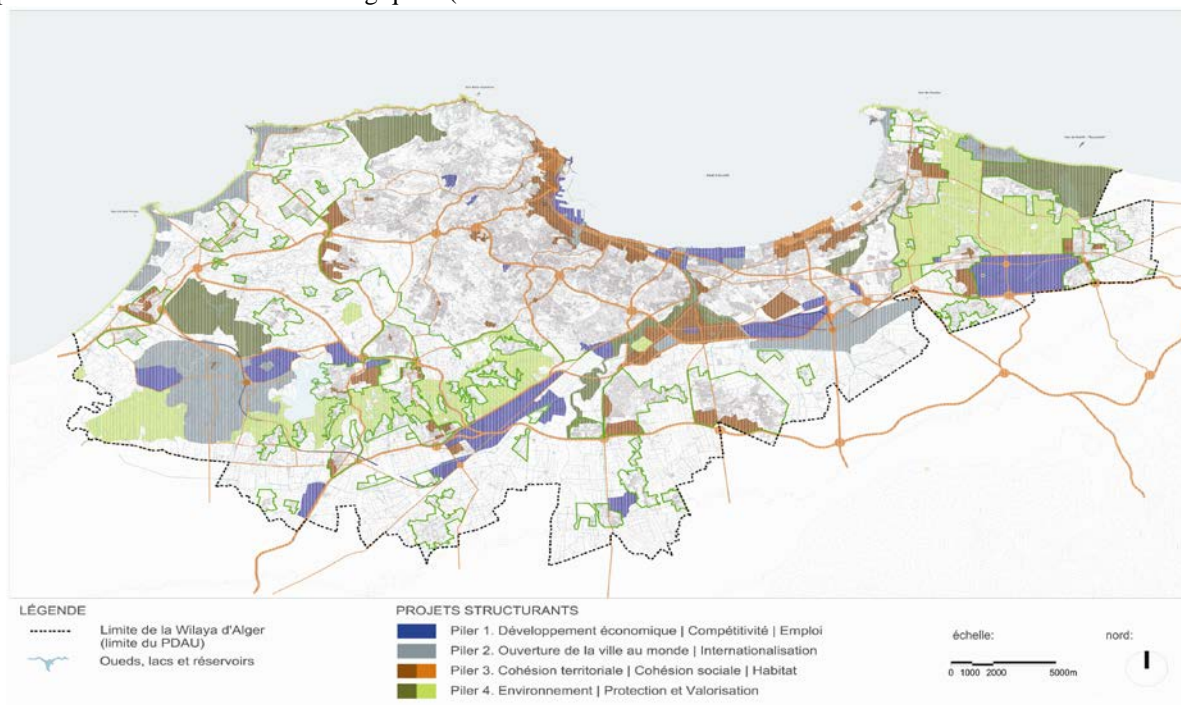 LÉGENDE
Limite de la Wilaya d'Alger
(limite du PDAU)
Oueds, lacs et réservoirs
PROJETS STRUCTURANTS
Piler 1. Développement économique | Compétitivité | Emploi
Piler 2. Ouverture de la ville au monde | Internationalisation
Piler 3. Cohésion territoriale | Cohésion sociale | Habitat
Piler 4. Environnement | Protection et Valorisation
échelle:
0 1000 2000 5000m
nord: